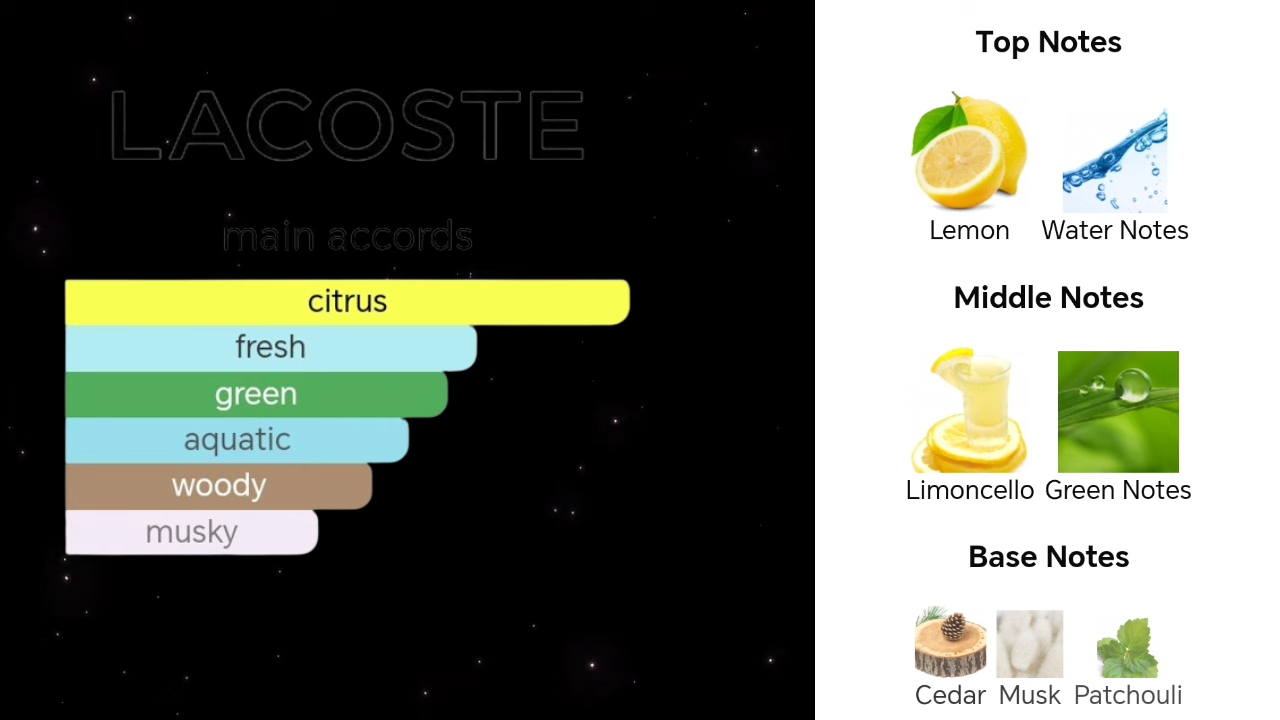 LACOSTE
main accords
citrus
fresh
green
aquatic
woody
musky
Top Notes
Lemon Water Notes
Middle Notes
Limoncello Green Notes
Base Notes
Cedar Musk Patchouli